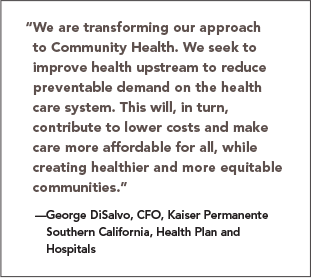 “We are transforming our approach
to Community Health. We seek to
improve health upstream to reduce
preventable demand on the health
care system. This will, in turn,
contribute to lower costs and make
care more affordable for all, while
creating healthier and more equitable
communities.”
—George DiSalvo, CFO, Kaiser Permanente
Southern California, Health Plan and
Hospitals